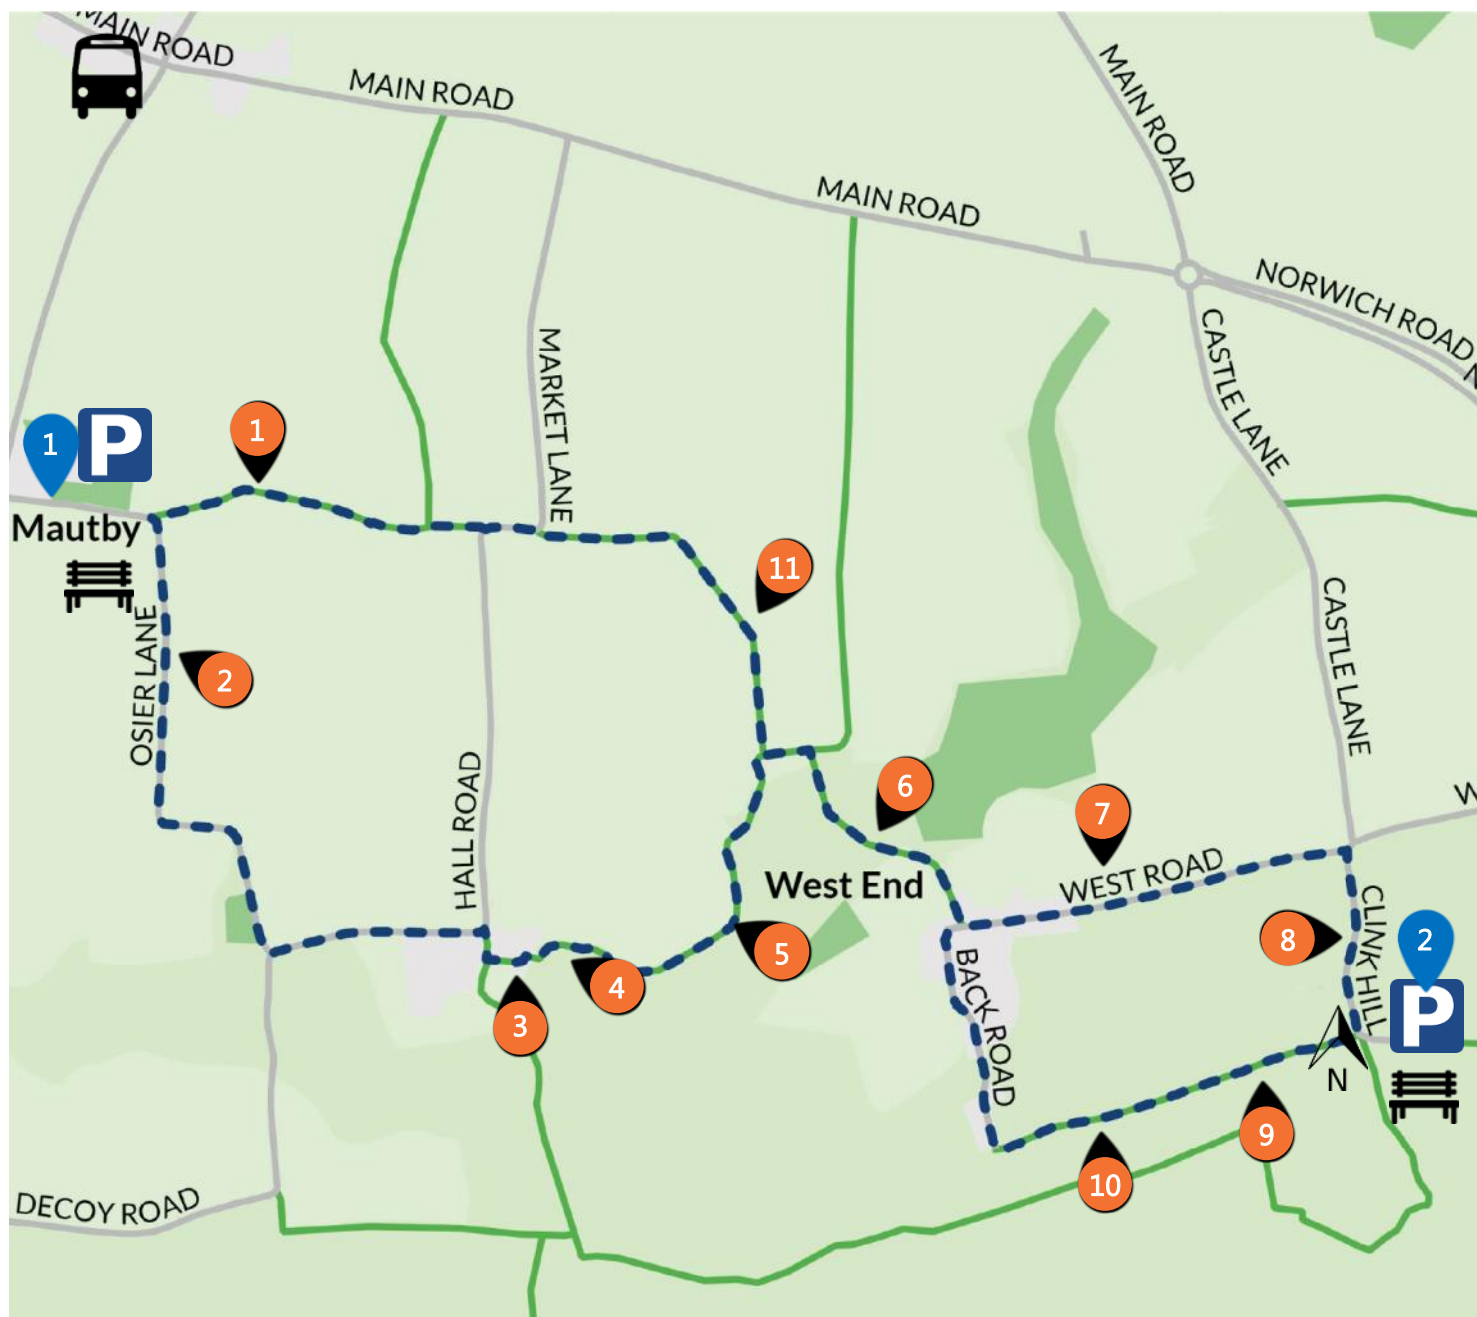 MAIN ROAD
MAIN ROAD
MAIN ROAD
MAIN ROAD
NORWICH ROAD
CASTLE LANE
MARKET LANE
1
P
1
Mautby
11
CASTLE LANE
OSIER LANE
2
HALL ROAD
6
7
W
West End
WEST ROAD
CLINK HILL
8
2
5
4
3
BACK ROAD
P
N
9
10
DECOY ROAD